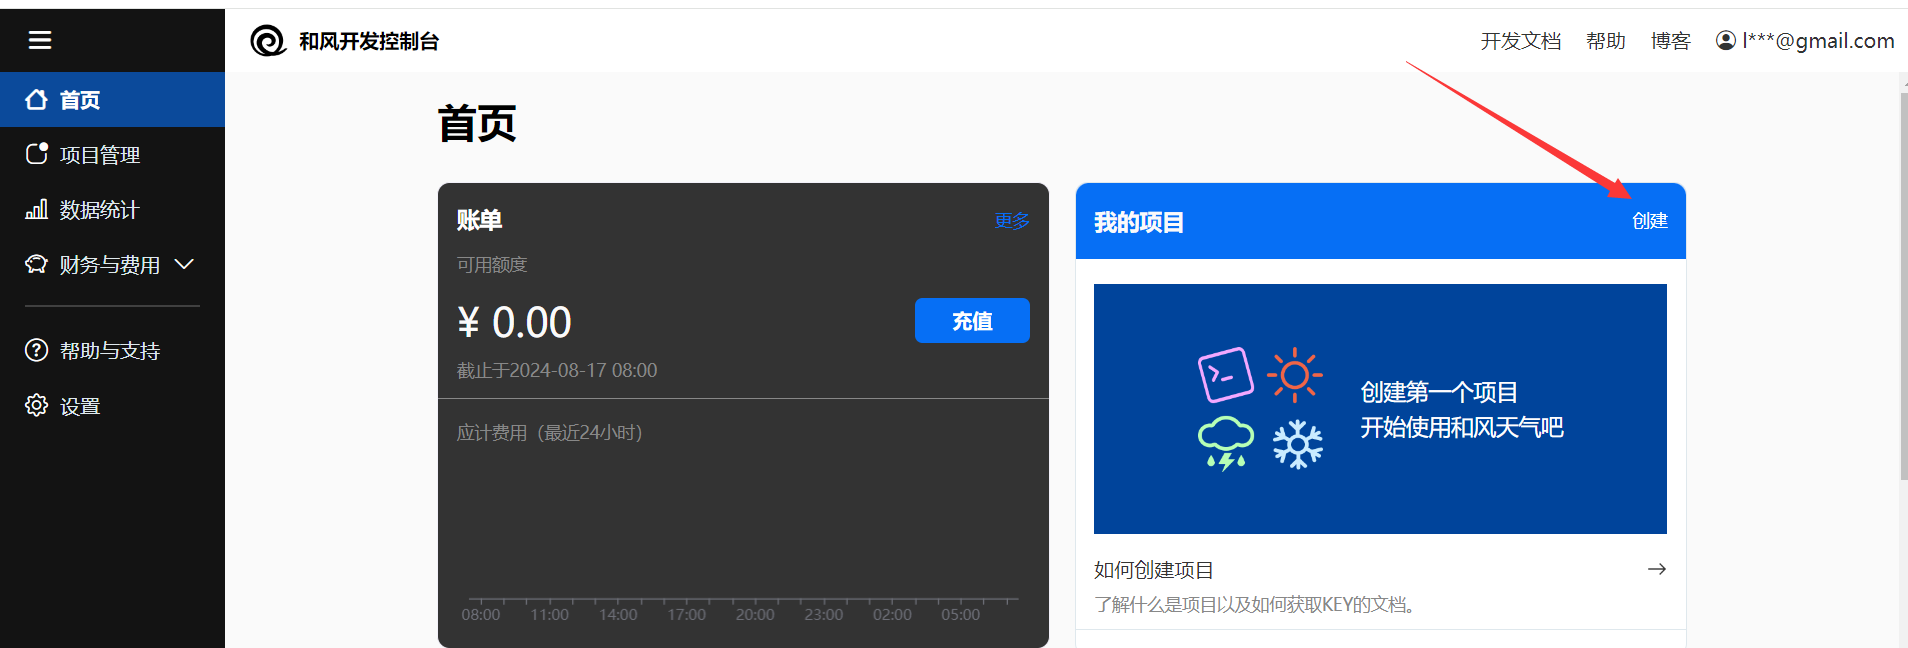 和风开发控制台
开发文档 帮助 博客 l***@gmail.com
首页
项目管理
数据统计
财务与费用
帮助与支持
设置
首页
账单 更多
可用额度
¥ 0.00 充值
截止于2024-08-17 08:00
应计费用（最近24小时）
08:00 11:00 14:00 17:00 20:00 23:00 02:00 05:00
我的项目 创建
创建第一个项目
开始使用和风天气吧
如何创建项目
了解什么是项目以及如何获取KEY的文档。